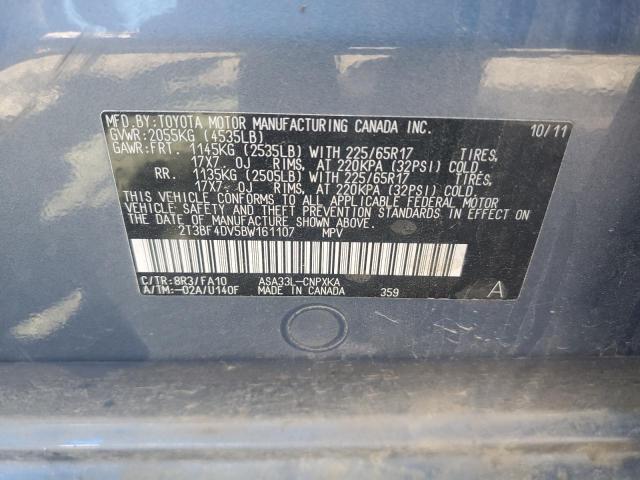 MFD.BY:TOYOTA MOTOR MANUFACTURING CANADA INC. 10/11
GVWR:2055KG (4535LB)
GAWR:FRT. 1145KG (2535LB) WITH 225/65R17 TIRES,
17X7.0J RIMS, AT 220KPA (32PSI) COLD
RR. 1135KG (2505LB) WITH 225/65R17 TIRES,
17X7.0J RIMS, AT 220KPA (32PSI) COLD.
THIS VEHICLE CONFORMS TO ALL APPLICABLE FEDERAL MOTOR
VEHICLE SAFETY AND THEFT PREVENTION STANDARDS IN EFFECT ON
THE DATE OF MANUFACTURE SHOWN ABOVE.
2T3BF4DV5BW161107 MPV
C/TR:8R3/FA10 ASA33L-CNPXKA
A/TM:-02A/U140F MADE IN CANADA 359 A